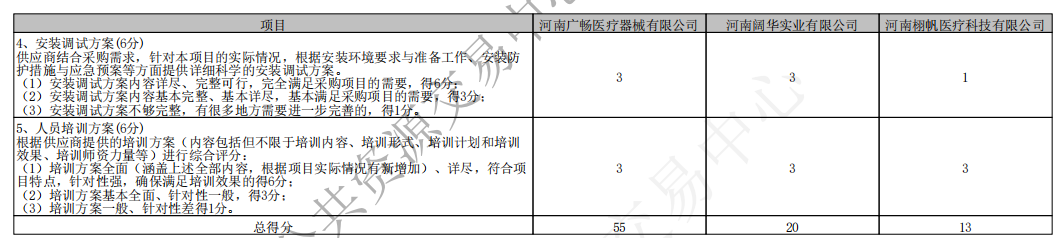 项目 河南广畅医疗器械有限公司 河南阔华实业有限公司 河南栩帆医疗科技有限公司
4、安装调试方案(6分)
供应商结合采购需求，针对本项目的实际情况，根据安装环境要求与准备工作、安装防
护措施与应急预案等方面提供详细科学的安装调试方案。
（1）安装调试方案内容详尽、完整可行，完全满足采购项目的需要，得6分；
（2）安装调试方案内容基本完整、基本详尽，基本满足采购项目的需要，得3分；
（3）安装调试方案不够完整，有很多地方需要进一步完善的，得1分。
3 3 1
5、人员培训方案(6分)
根据供应商提供的培训方案（内容包括但不限于培训内容、培训形式、培训计划和培训
效果、培训师资力量等）进行综合评分：
（1）培训方案全面（涵盖上述全部内容，根据项目实际情况有新增加）、详尽，符合项
目特点，针对性强，确保满足培训效果的得6分；
（2）培训方案基本全面、针对性一般，得3分；
（3）培训方案一般、针对性差得1分。
3 3 3
总得分 55 20 13
公共资源交易中心
交易中心